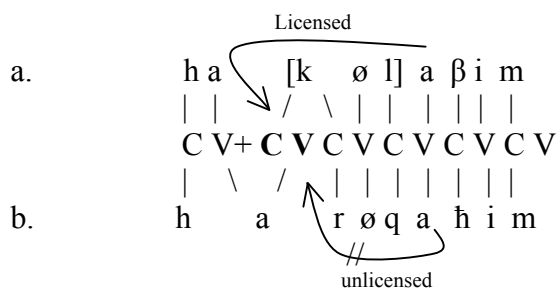 Licensed
a. h a [k ø l] a β i m
C V + C V C V C V C V C V
b. h a r ø q a ħ i m
unlicensed